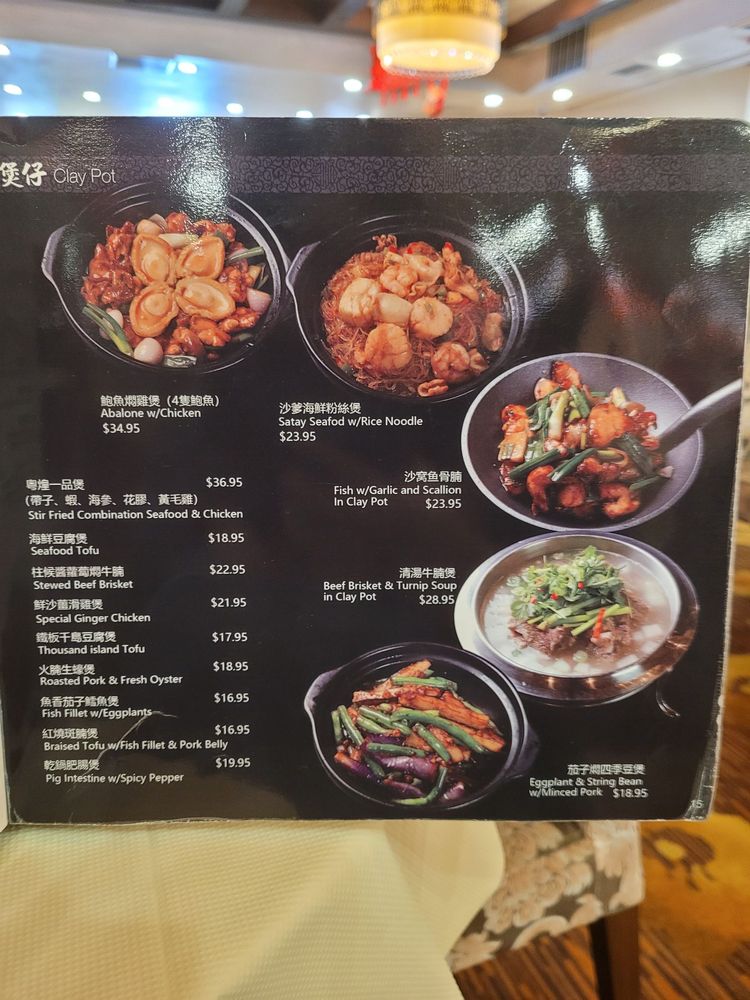 煲仔 Clay Pot
鮑魚燜雞煲（4隻鮑魚）
Abalone w/Chicken
$34.95
沙爹海鮮粉絲煲
Satay Seafod w/Rice Noodle
$23.95
沙窝鱼骨腩
Fish w/Garlic and Scallion
In Clay Pot $23.95
清湯牛腩煲
Beef Brisket & Turnip Soup
in Clay Pot $28.95
茄子燜四季豆煲
Eggplant & String Bean
w/Minced Pork $18.95
粵煌一品煲 $36.95
（帶子、蝦、海參、花膠、黃毛雞）
Stir Fried Combination Seafood & Chicken
海鮮豆腐煲 $18.95
Seafood Tofu
柱候醬蘿蔔燜牛腩 $22.95
Stewed Beef Brisket
鮮沙薑滑雞煲 $21.95
Special Ginger Chicken
鐵板千島豆腐煲 $17.95
Thousand island Tofu
火腩生蠔煲 $18.95
Roasted Pork & Fresh Oyster
魚香茄子鱈魚煲 $16.95
Fish Fillet w/Eggplants
紅燒斑腩煲 $16.95
Braised Tofu w/Fish Fillet & Pork Belly
乾鍋肥腸煲 $19.95
Pig Intestine w/Spicy Pepper
15